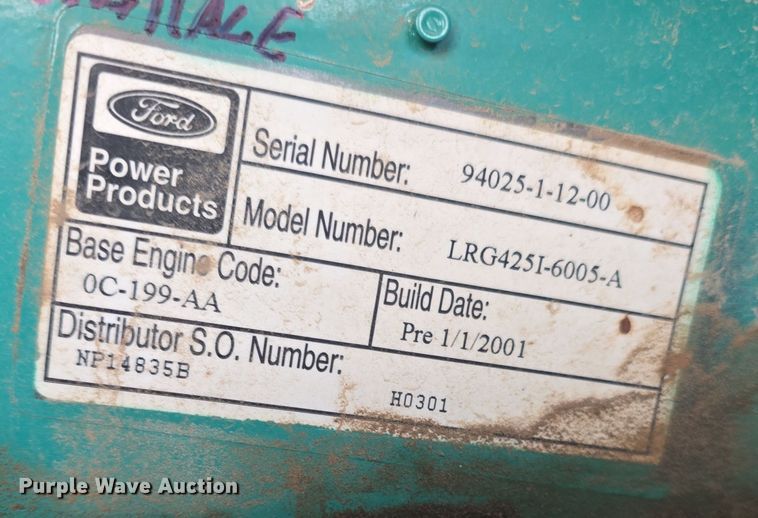 Ford
Power
Products
Serial Number: 94025-1-12-00
Model Number: LRG425I-6005-A
Base Engine Code:
0C-199-AA
Build Date:
Pre 1/1/2001
Distributor S.O. Number:
NP14835B
H0301
Purple Wave Auction